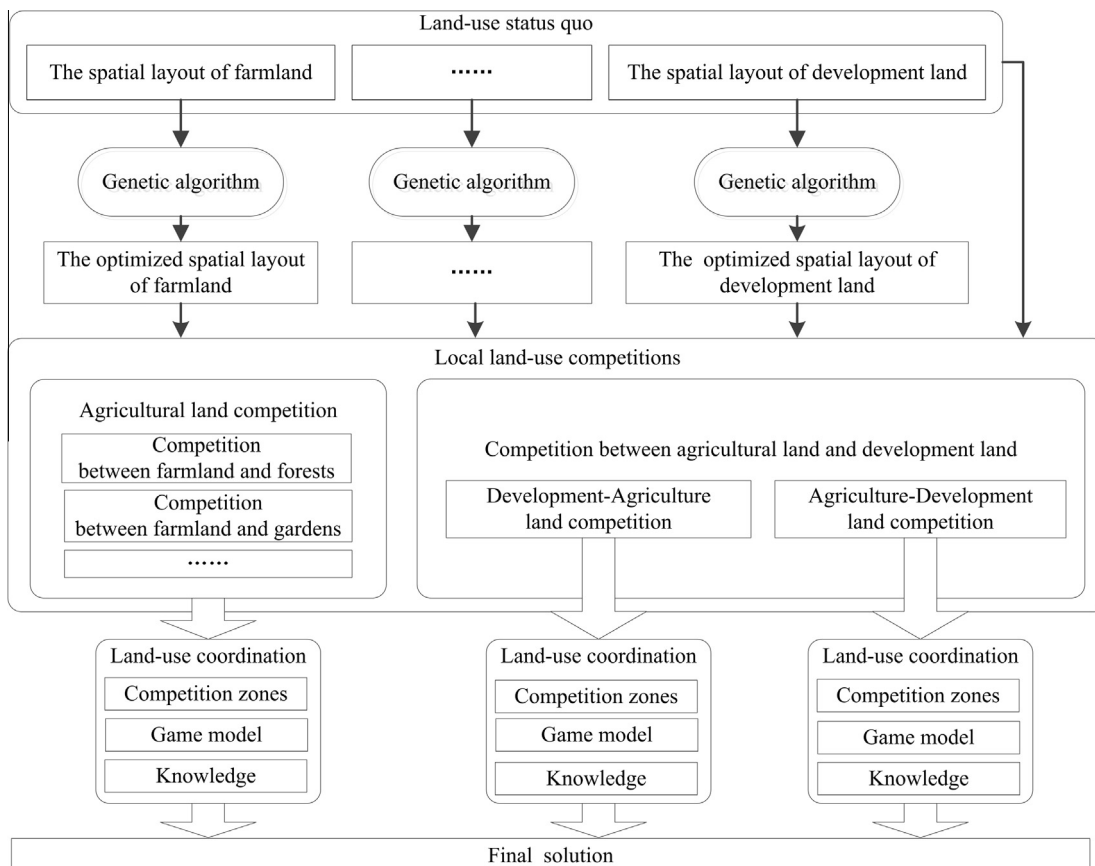 Land-use status quo
The spatial layout of farmland
......
The spatial layout of development land
Genetic algorithm
Genetic algorithm
Genetic algorithm
The optimized spatial layout
of farmland
......
The optimized spatial layout of
development land
Local land-use competitions
Agricultural land competition
Competition
between farmland and forests
Competition
between farmland and gardens
......
Competition between agricultural land and development land
Development-Agriculture
land competition
Agriculture-Development
land competition
Land-use coordination
Competition zones
Game model
Knowledge
Land-use coordination
Competition zones
Game model
Knowledge
Land-use coordination
Competition zones
Game model
Knowledge
Final solution